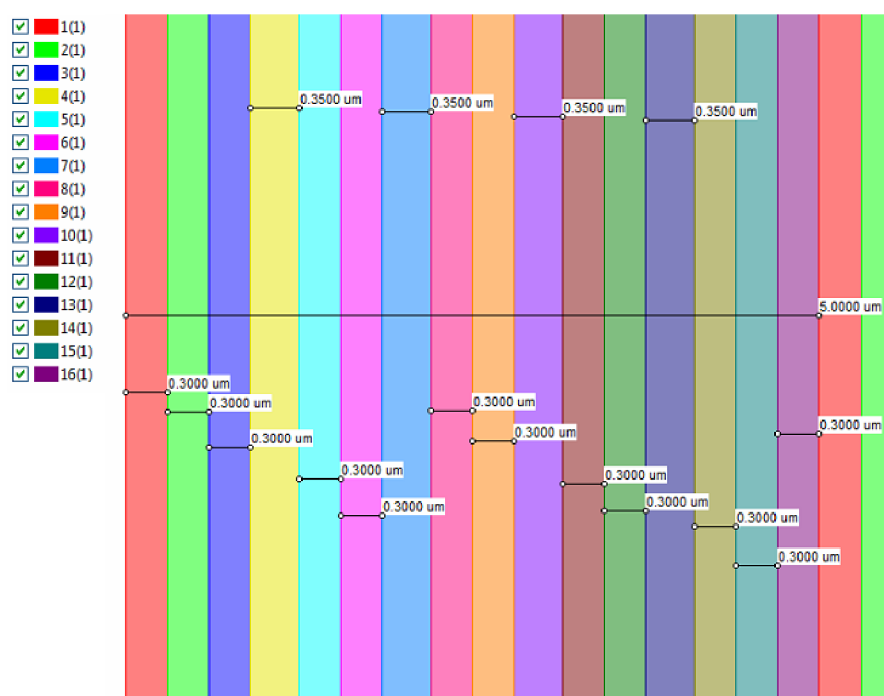 1(1)
2(1)
3(1)
4(1)
5(1)
6(1)
7(1)
8(1)
9(1)
10(1)
11(1)
12(1)
13(1)
14(1)
15(1)
16(1)
0.3500 um
0.3500 um
0.3500 um
0.3500 um
5.0000 um
0.3000 um
0.3000 um
0.3000 um
0.3000 um
0.3000 um
0.3000 um
0.3000 um
0.3000 um
0.3000 um
0.3000 um
0.3000 um
0.3000 um